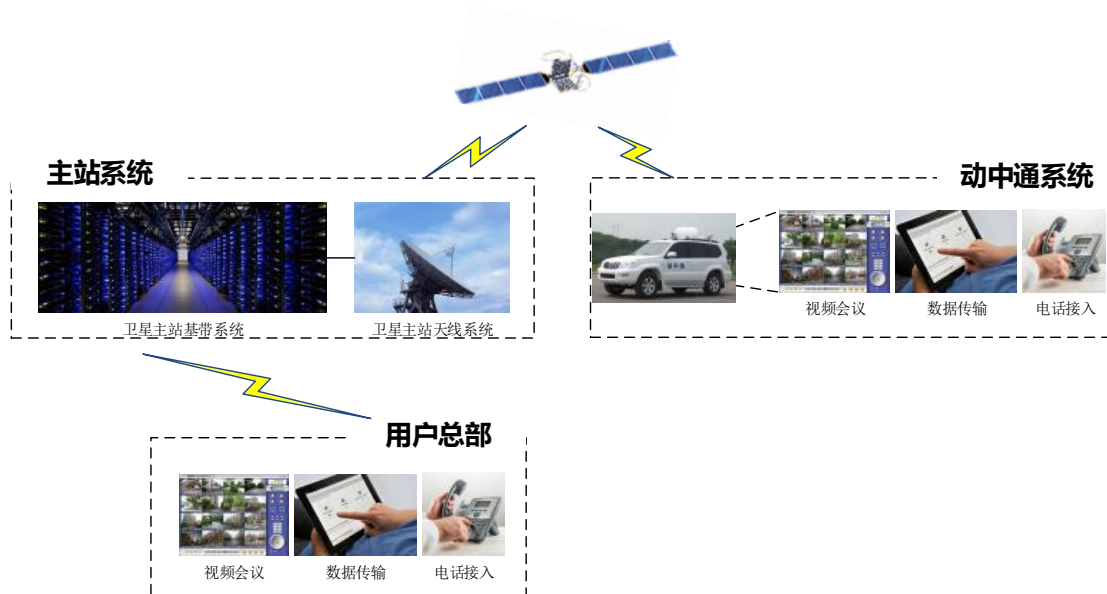 主站系统
动中通系统
卫星主站基带系统
卫星主站天线系统
视频会议
数据传输
电话接入
用户总部
视频会议
数据传输
电话接入